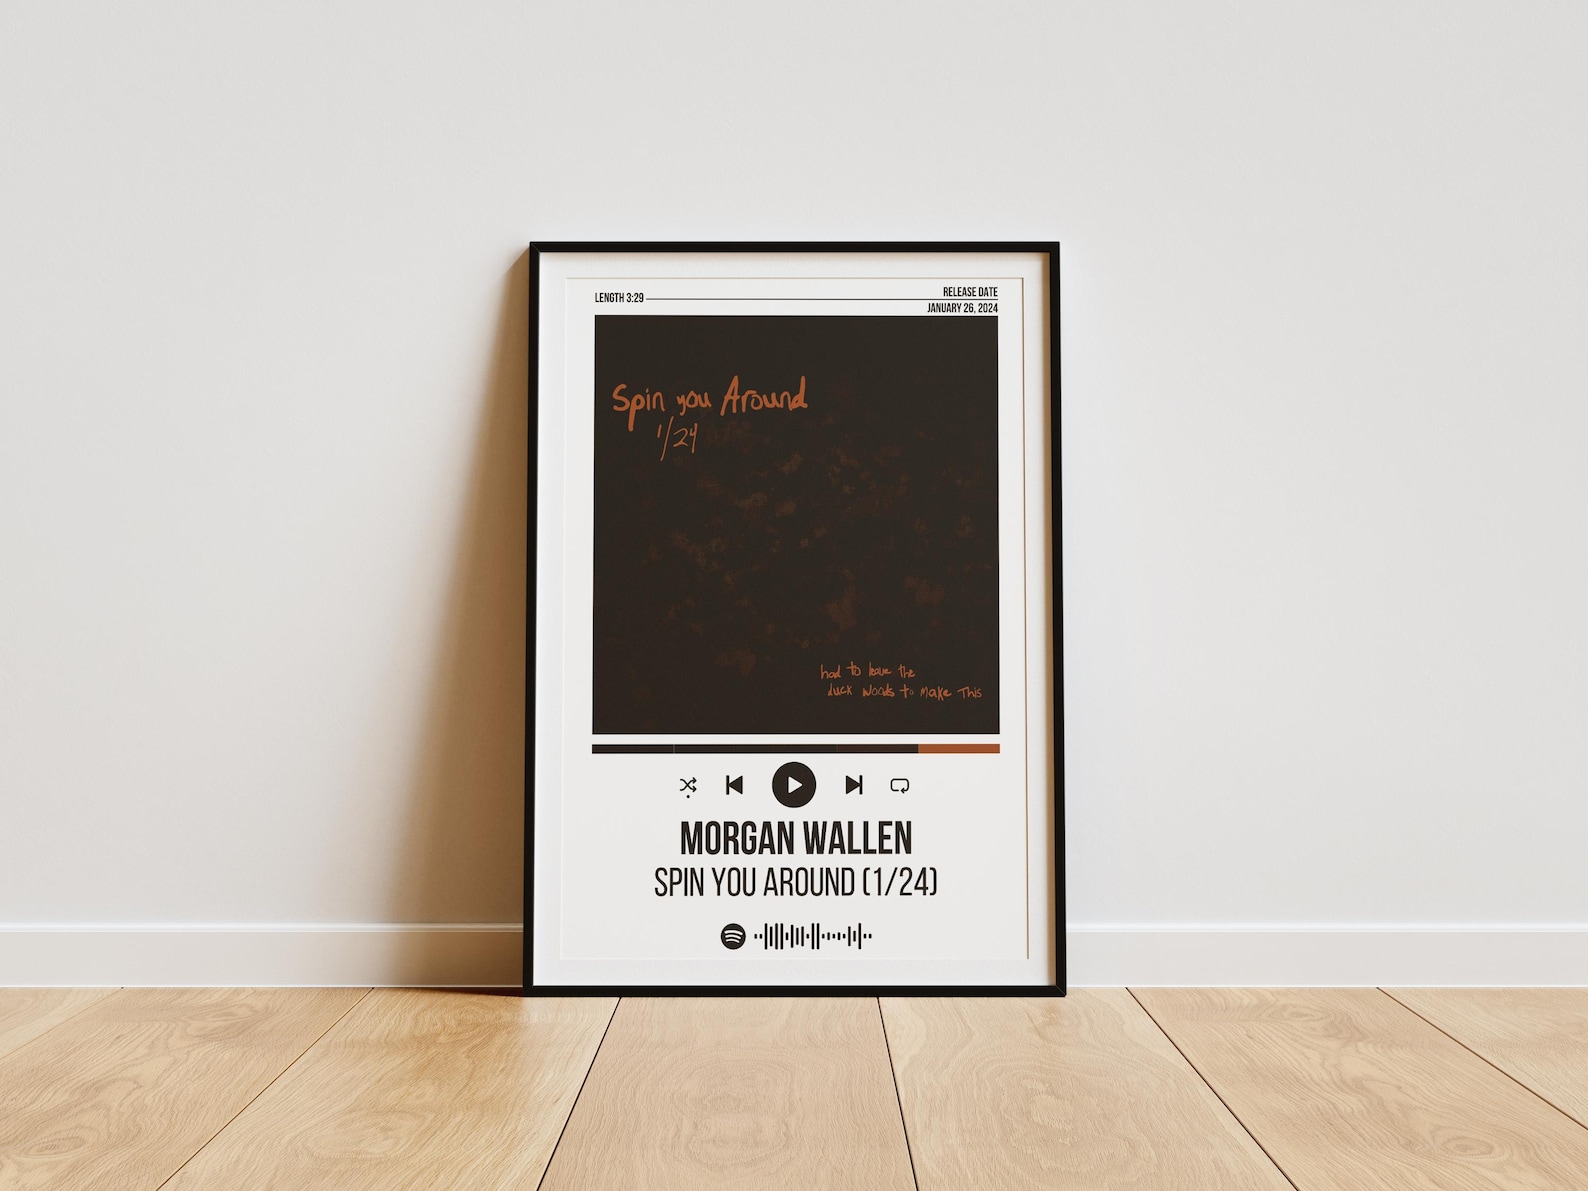 LENGTH 3:29
RELEASE DATE
JANUARY 26, 2024
Spin you Around
1/24
had to leave the
duck woods to make This
MORGAN WALLEN
SPIN YOU AROUND (1/24)